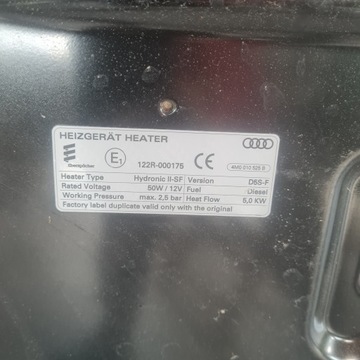 HEIZGERÄT HEATER
Eberspächer
E1
122R-000175
CE
4M0 010 525 B
Heater Type Hydronic II-SF Version D5S-F
Rated Voltage 50W / 12V Fuel Diesel
Working Pressure max. 2,5 bar Heat Flow 5,0 KW
Factory label duplicate valid only with the original